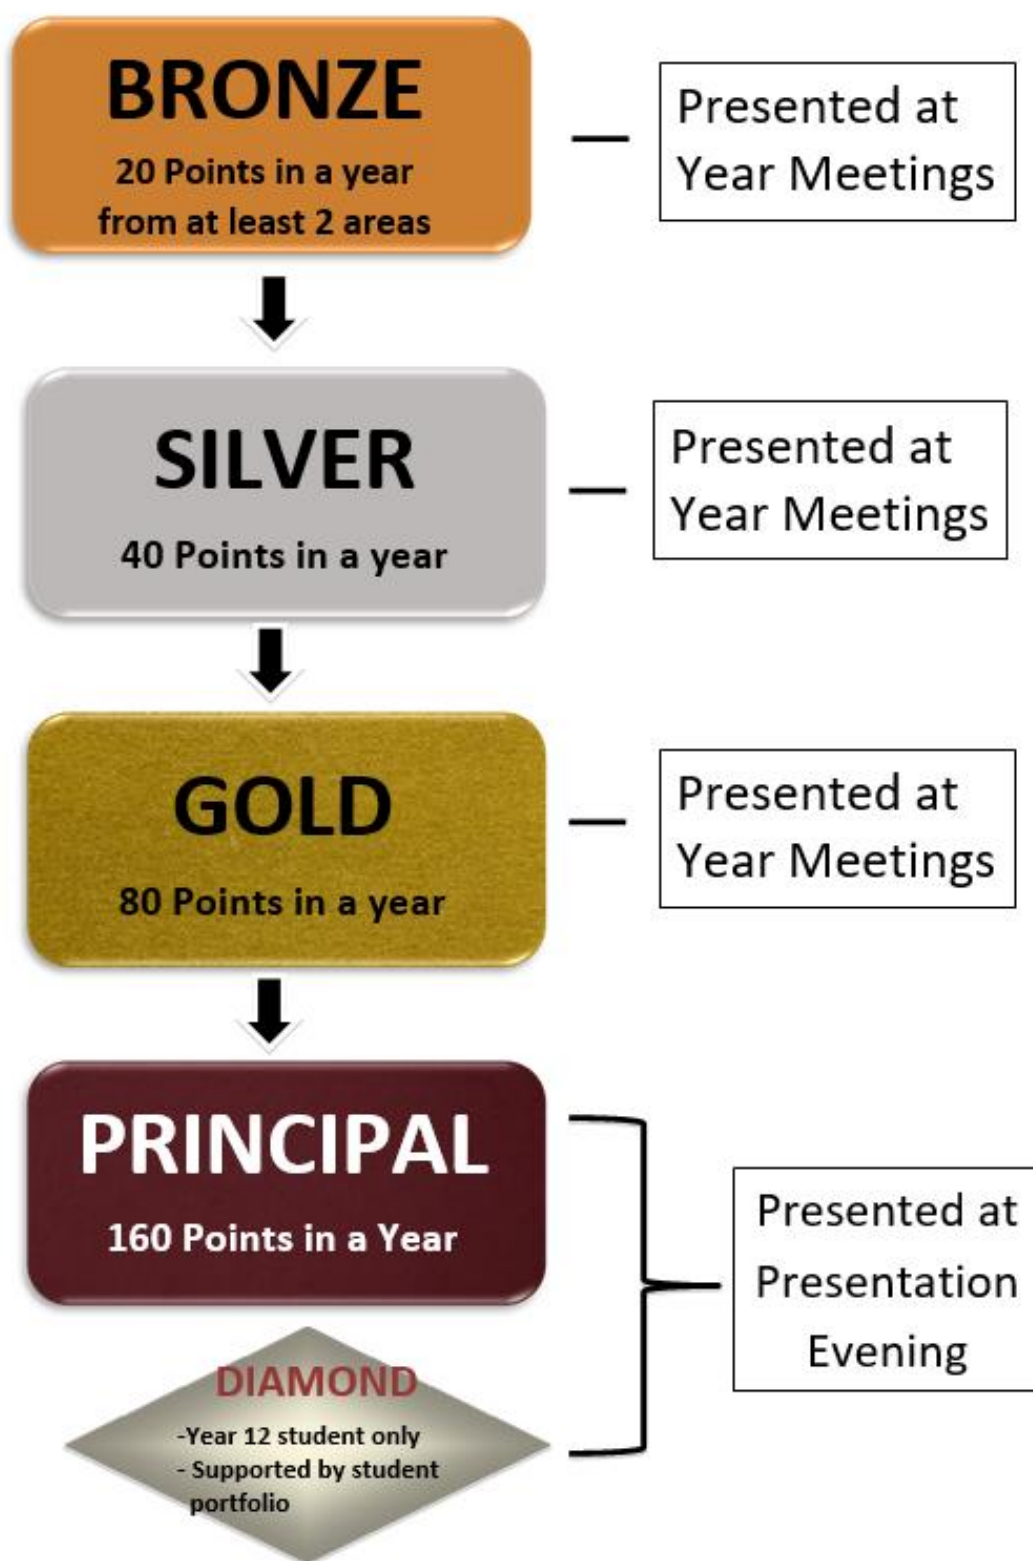 BRONZE
20 Points in a year
from at least 2 areas
Presented at
Year Meetings
SILVER
40 Points in a year
Presented at
Year Meetings
GOLD
80 Points in a year
Presented at
Year Meetings
PRINCIPAL
160 Points in a Year
DIAMOND
-Year 12 student only
- Supported by student
portfolio
Presented at
Presentation
Evening